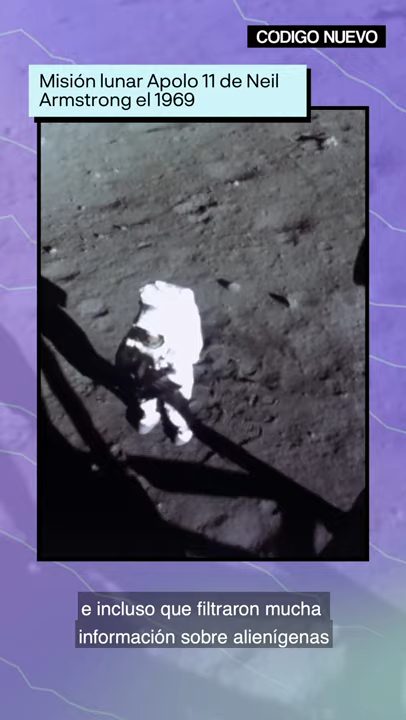 CODIGO NUEVO
Misión lunar Apolo 11 de Neil
Armstrong el 1969
e incluso que filtraron mucha
información sobre alienígenas